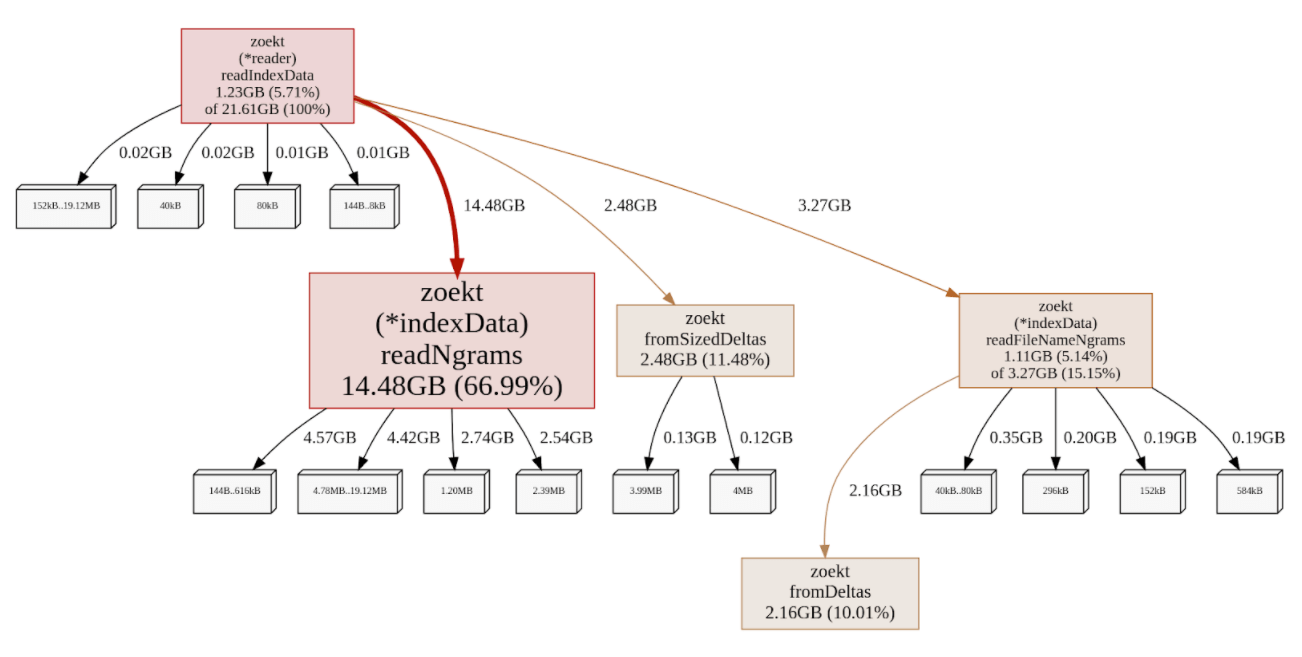 zoekt
(*reader)
readIndexData
1.23GB (5.71%)
of 21.61GB (100%)
0.02GB
0.02GB
0.01GB
0.01GB
152kB..19.12MB
40kB
80kB
144B..8kB
14.48GB
2.48GB
3.27GB
zoekt
(*indexData)
readNgrams
14.48GB (66.99%)
zoekt
fromSizedDeltas
2.48GB (11.48%)
zoekt
(*indexData)
readFileNameNgrams
1.11GB (5.14%)
of 3.27GB (15.15%)
4.57GB
4.42GB
2.74GB
2.54GB
0.13GB
0.12GB
0.35GB
0.20GB
0.19GB
0.19GB
144B..616kB
4.78MB..19.12MB
1.20MB
2.39MB
3.99MB
4MB
2.16GB
40kB..80kB
296kB
152kB
584kB
zoekt
fromDeltas
2.16GB (10.01%)